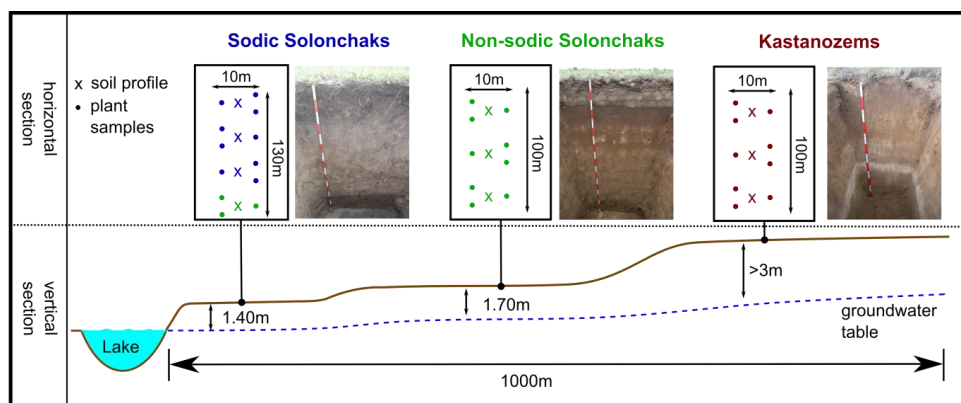 Sodic Solonchaks
Non-sodic Solonchaks
Kastanozems
horizontal
section
x soil profile
• plant
samples
10m
x
x
x
x
130m
10m
x
x
x
100m
10m
x
x
x
100m
vertical
section
Lake
1.40m
1.70m
>3m
groundwater
table
1000m